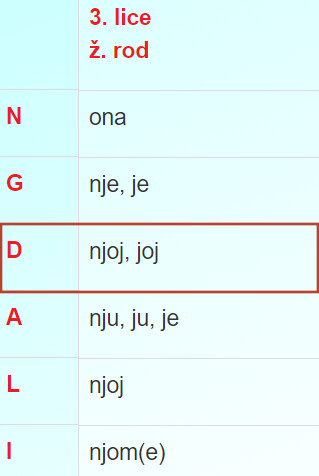 3. lice
ž. rod
N ona
G nje, je
D njoj, joj
A nju, ju, je
L njoj
I njom(e)